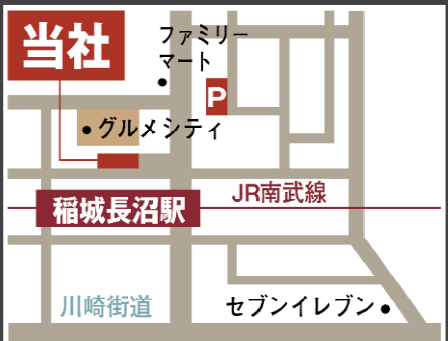 当社
ファミリー
マート
P
グルメシティ
JR南武線
稲城長沼駅
川崎街道
セブンイレブン